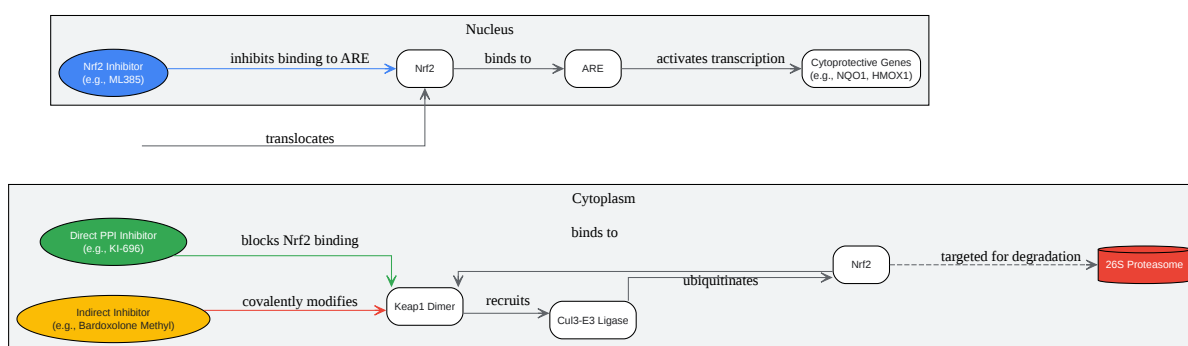 Nucleus
Nrf2 Inhibitor
(e.g., ML385)
inhibits binding to ARE
Nrf2
binds to
ARE
activates transcription
Cytoprotective Genes
(e.g., NQO1, HMOX1)
translocates
Cytoplasm
Direct PPI Inhibitor
(e.g., KI-696)
blocks Nrf2 binding
binds to
Nrf2
targeted for degradation
26S Proteasome
ubiquitinates
Indirect Inhibitor
(e.g., Bardoxolone Methyl)
covalently modifies
Keap1 Dimer
recruits
Cul3-E3 Ligase